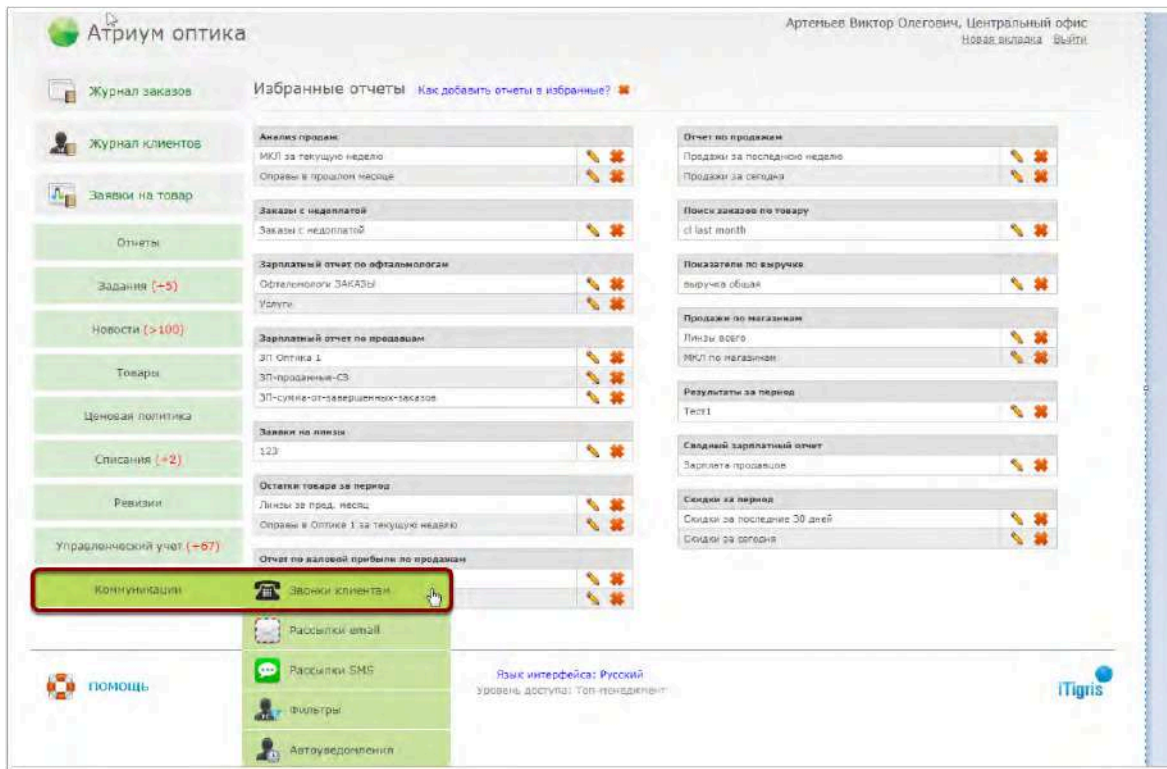 Атриум оптика
Артемьев Виктор Олегович, Центральный офис
Новая вкладка Выйти
Журнал заказов
Журнал клиентов
Заявки на товар
Отчеты
Задания (+5)
Новости (>100)
Товары
Ценовая политика
Списания (+2)
Ревизии
Управленческий учет (+67)
Коммуникации
Звонки клиентам
Рассылки email
Рассылки SMS
Фильтры
Автоуведомления
Избранные отчеты Как добавить отчеты в избранные?
Анализ продаж
МКЛ за текущую неделю
Оправы в прошлом месяце
Заказы с недоплатой
Заказы с недоплатой
Зарплатный отчет по офтальмологам
Офтальмологи ЗАКАЗЫ
Услуги
Зарплатный отчет по продавцам
ЗП Оптика 1
ЗП-проданные-СЗ
ЗП-сумма-от-завершенных-заказов
Заявки на линзы
123
Остатки товара за период
Линзы за пред. месяц
Оправы в Оптике 1 за текущую неделю
Отчет по валовой прибыли по продажам
Отчет по продажам
Продажи за последнюю неделю
Продажи за сегодня
Поиск заказов по товару
cl last month
Показатели по выручке
выручка общая
Продажи по магазинам
Линзы всего
МКЛ по магазинам
Результаты за период
Тест1
Сводный зарплатный отчет
Зарплата продавцов
Скидки за период
Скидки за последние 30 дней
Скидки за сегодня
ПОМОЩЬ
Язык интерфейса: Русский
Уровень доступа: Топ-менеджмент
iTigris